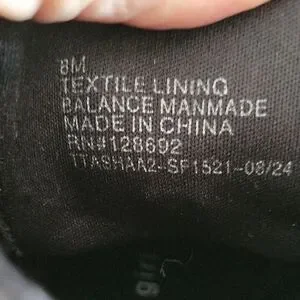 8M
TEXTILE LINING
BALANCE MANMADE
MADE IN CHINA
RN#128692
TTASHAA2-SF1521-08/24